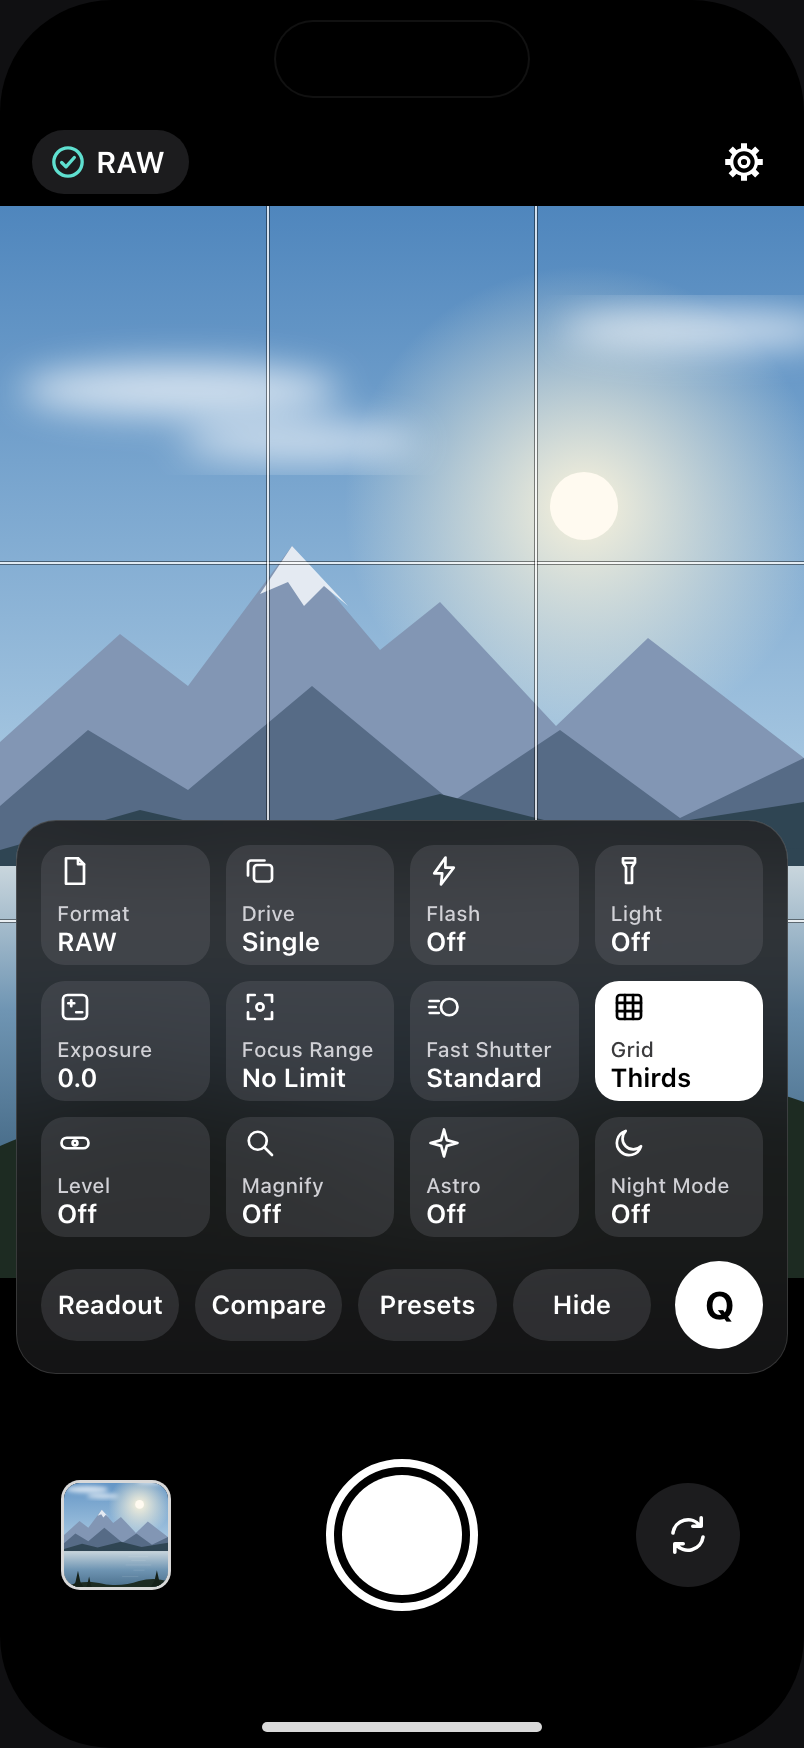 RAW
Format
RAW
Drive
Single
Flash
Off
Light
Off
Exposure
0.0
Focus Range
No Limit
Fast Shutter
Standard
Grid
Thirds
Level
Off
Magnify
Off
Astro
Off
Night Mode
Off
Readout
Compare
Presets
Hide
Q